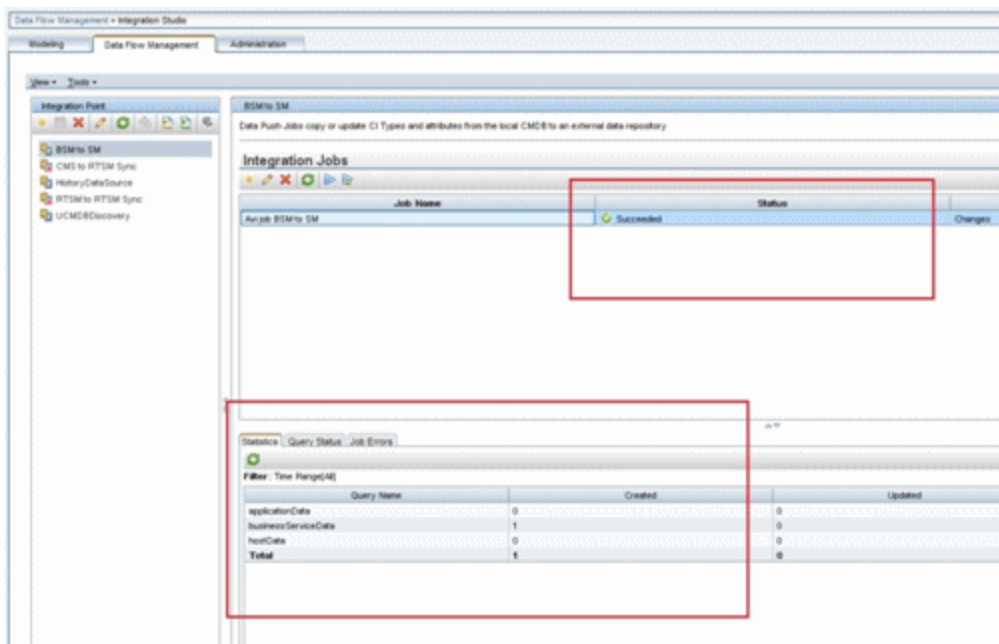 Data Flow Management > Integration Studio
Modeling Data Flow Management Administration
View Tools
Integration Point
BSM to SM
CMS to RTSM Sync
HistoryDataSource
RTSM to RTSM Sync
UCMDBDiscovery
BSM to SM
Data Push Jobs copy or update CI Types and attributes from the local CMDB to an external data repository
Integration Jobs
Job Name Status
Avi job BSM to SM Succeeded Changes
Statistics Query Status Job Errors
Filter: Time Range[All]
Query Name Created Updated
applicationData 0 0
businessServiceData 1 0
hostData 0 0
Total 1 0